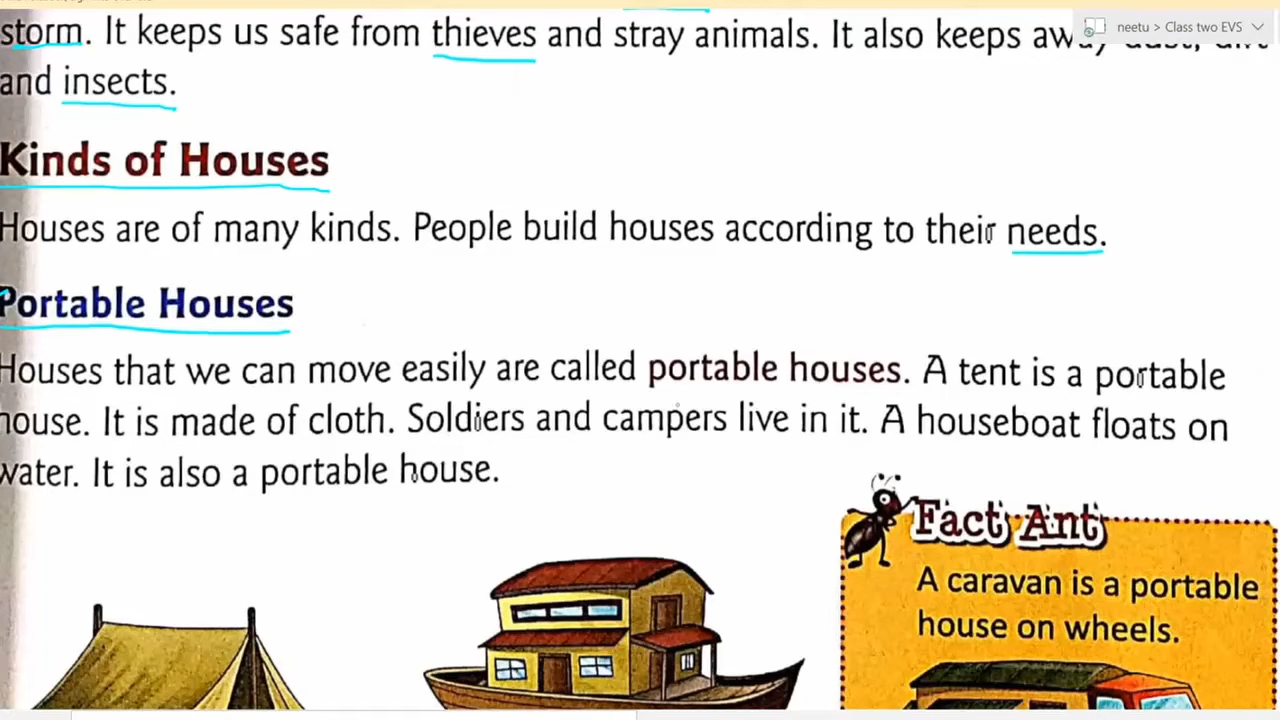 storm. It keeps us safe from thieves and stray animals. It also keeps away dust, dirt
neetu > Class two EVS
and insects.
Kinds of Houses
Houses are of many kinds. People build houses according to their needs.
Portable Houses
Houses that we can move easily are called portable houses. A tent is a portable
house. It is made of cloth. Soldiers and campers live in it. A houseboat floats on
water. It is also a portable house.
Fact Ant
A caravan is a portable
house on wheels.